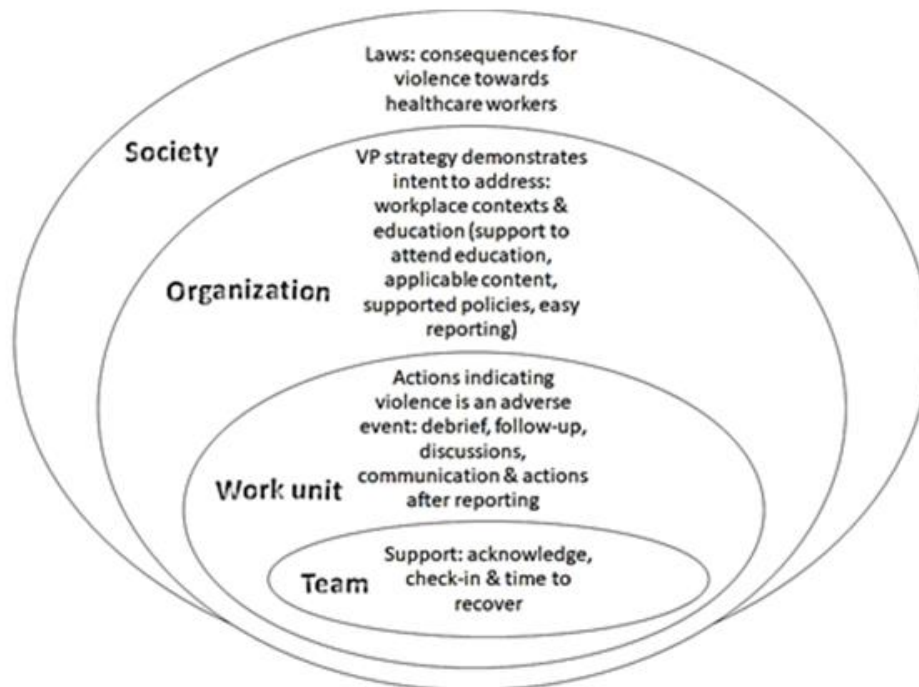 Laws: consequences for
violence towards
healthcare workers
Society
VP strategy demonstrates
intent to address:
workplace contexts &
education (support to
attend education,
applicable content,
supported policies, easy
reporting)
Organization
Actions indicating
violence is an adverse
event: debrief, follow-up,
discussions,
communication & actions
after reporting
Work unit
Support: acknowledge,
check-in & time to
recover
Team